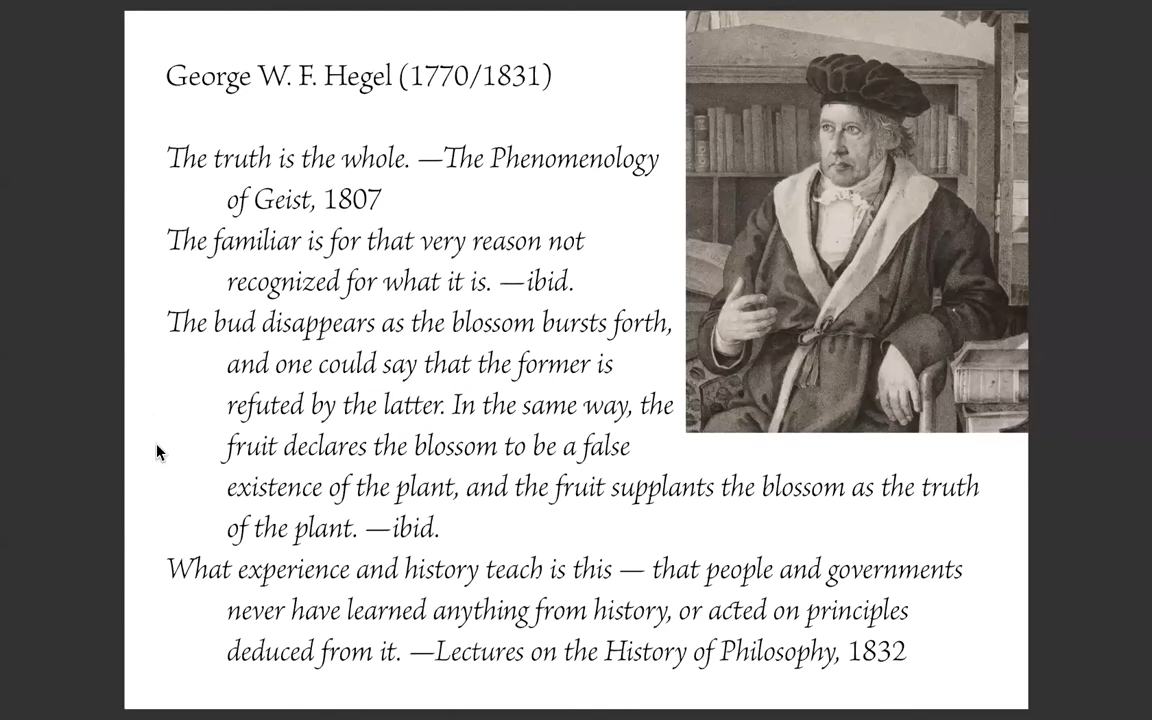 George W. F. Hegel (1770/1831)
The truth is the whole. —The Phenomenology
of Geist, 1807
The familiar is for that very reason not
recognized for what it is. —ibid.
The bud disappears as the blossom bursts forth,
and one could say that the former is
refuted by the latter. In the same way, the
fruit declares the blossom to be a false
existence of the plant, and the fruit supplants the blossom as the truth
of the plant. —ibid.
What experience and history teach is this — that people and governments
never have learned anything from history, or acted on principles
deduced from it. —Lectures on the History of Philosophy, 1832